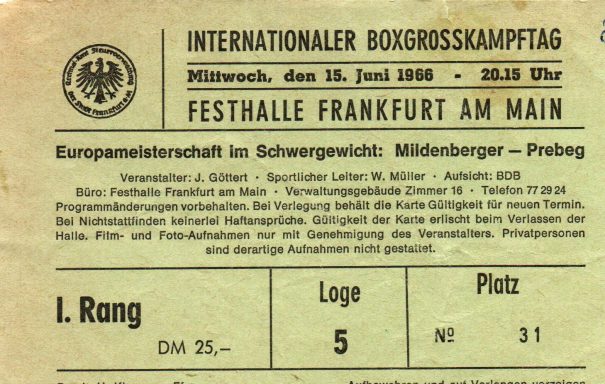 INTERNATIONALER BOXGROSSKAMPFTAG
Mittwoch, den 15. Juni 1966 - 20.15 Uhr
FESTHALLE FRANKFURT AM MAIN
Europameisterschaft im Schwergewicht: Mildenberger – Prebeg
Veranstalter: J. Göttert · Sportlicher Leiter: W. Müller · Aufsicht: BDB
Büro: Festhalle Frankfurt am Main · Verwaltungsgebäude Zimmer 16 · Telefon 77 29 24
Programmänderungen vorbehalten. Bei Verlegung behält die Karte Gültigkeit für neuen Termin.
Bei Nichtstattfinden keinerlei Haftansprüche. Gültigkeit der Karte erlischt beim Verlassen der
Halle. Film- und Foto-Aufnahmen nur mit Genehmigung des Veranstalters. Privatpersonen
sind derartige Aufnahmen nicht gestattet.
I. Rang
DM 25,–
Loge
5
Platz
Nº 31